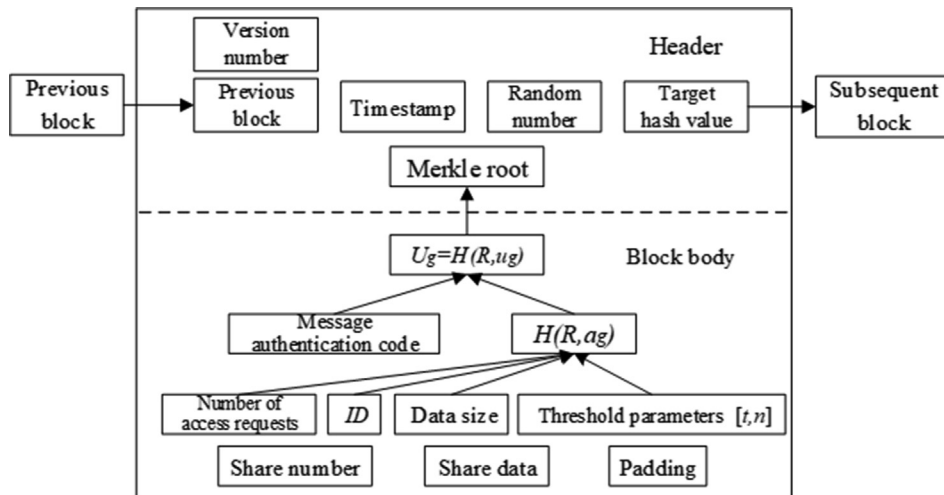 Version
number
Header
Previous
block
Previous
block
Timestamp
Random
number
Target
hash value
Subsequent
block
Merkle root
Ug=H(R,ug)
Block body
Message
authentication code
H(R,ag)
Number of
access requests
ID
Data size
Threshold parameters [t,n]
Share number
Share data
Padding